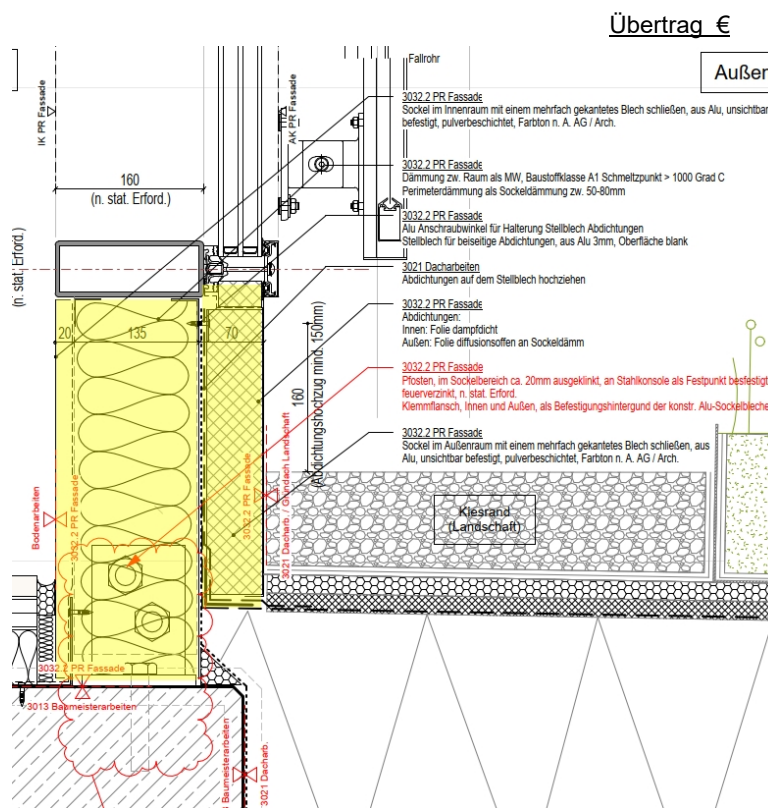 Übertrag €
Außen
Fallrohr
IK PR Fassade
AK PR Fassade
3032.2 PR Fassade
Sockel im Innenraum mit einem mehrfach gekantetes Blech schließen, aus Alu, unsichtbar
befestigt, pulverbeschichtet, Farbton n. A. AG / Arch.
3032.2 PR Fassade
Dämmung zw. Raum als MW, Baustoffklasse A1 Schmeltzpunkt > 1000 Grad C
Perimeterdämmung als Sockeldämmung zw. 50-80mm
160
(n. stat. Erford.)
(n. stat. Erford.)
3032.2 PR Fassade
Alu Anschraubwinkel für Halterung Stellblech Abdichtungen
Stellblech für beiseitige Abdichtungen, aus Alu 3mm, Oberfläche blank
3021 Dacharbeiten
Abdichtungen auf dem Stellblech hochziehen
3032.2 PR Fassade
Abdichtungen:
Innen: Folie dampfdicht
Außen: Folie diffusionsoffen an Sockeldämm
20
135
70
160
(Abdichtungshochzug mind. 150mm)
3032.2 PR Fassade
Pfosten, im Sockelbereich ca. 20mm ausgeklinkt, an Stahlkonsole als Festpunkt besfestigt
feuerverzinkt, n. stat. Erford.
Klemmflansch, Innen und Außen, als Befestigungshintergund der konstr. Alu-Sockelbleche
3032.2 PR Fassade
Sockel im Außenraum mit einem mehrfach gekantetes Blech schließen, aus
Alu, unsichtbar befestigt, pulverbeschichtet, Farbton n. A. AG / Arch.
Kiesrand
(Landschaft)
Bodenarbeiten
3032.2 PR Fassade
3032.2 PR Fassade
3021 Dacharb. / Gründach Landschaft
3032.2 PR Fassade
3013 Baumeisterarbeiten
Baumeisterarbeiten
3021 Dacharb.